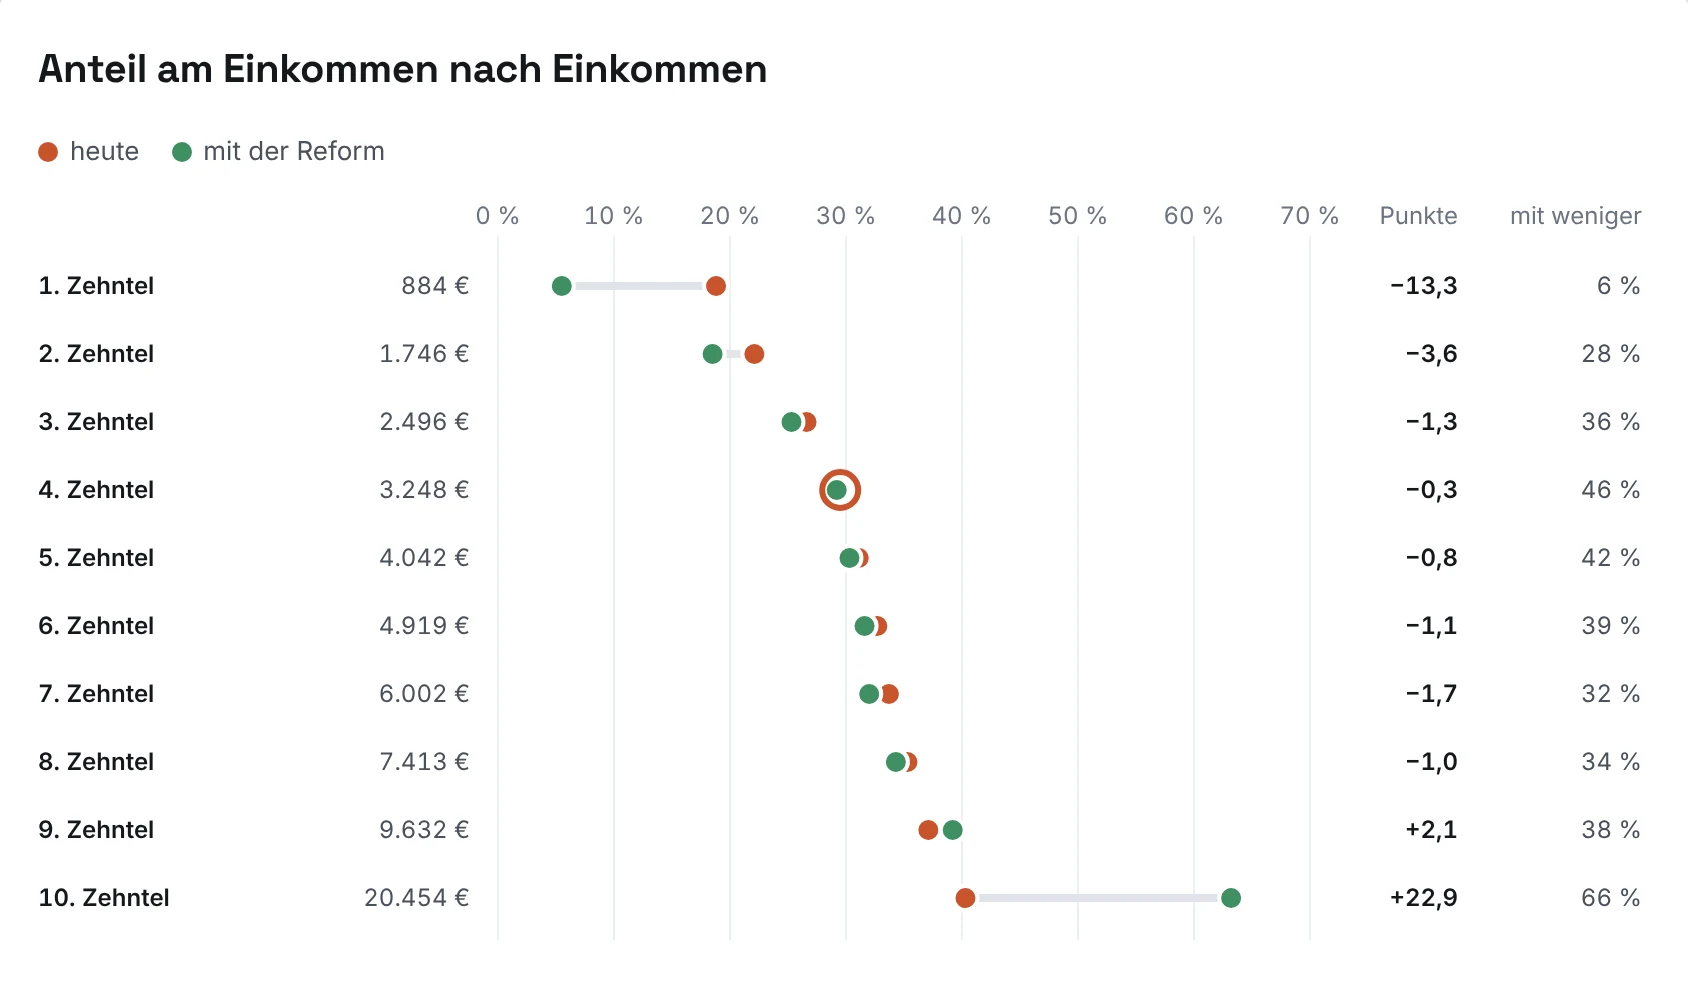 Anteil am Einkommen nach Einkommen
heute mit der Reform
0 % 10 % 20 % 30 % 40 % 50 % 60 % 70 % Punkte mit weniger
1. Zehntel 884 € −13,3 6 %
2. Zehntel 1.746 € −3,6 28 %
3. Zehntel 2.496 € −1,3 36 %
4. Zehntel 3.248 € −0,3 46 %
5. Zehntel 4.042 € −0,8 42 %
6. Zehntel 4.919 € −1,1 39 %
7. Zehntel 6.002 € −1,7 32 %
8. Zehntel 7.413 € −1,0 34 %
9. Zehntel 9.632 € +2,1 38 %
10. Zehntel 20.454 € +22,9 66 %